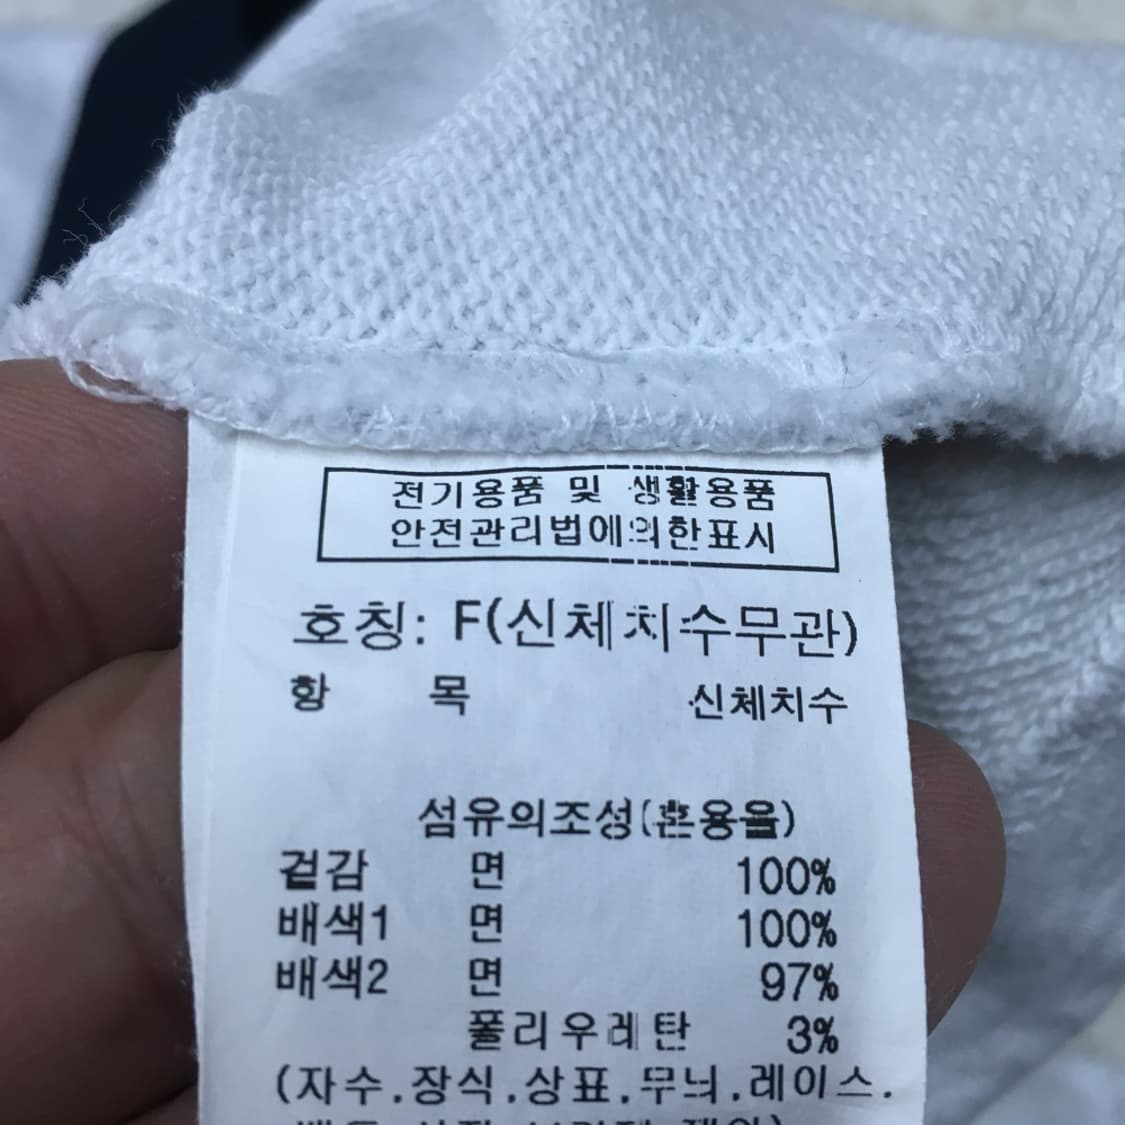 전기용품 및 생활용품
안전관리법에의한표시
호칭: F(신체치수무관)
항 목 신체치수
섬유의조성(혼용율)
겉감 면 100%
배색1 면 100%
배색2 면 97%
폴리우레탄 3%
(자수.장식.상표.무늬.레이스.